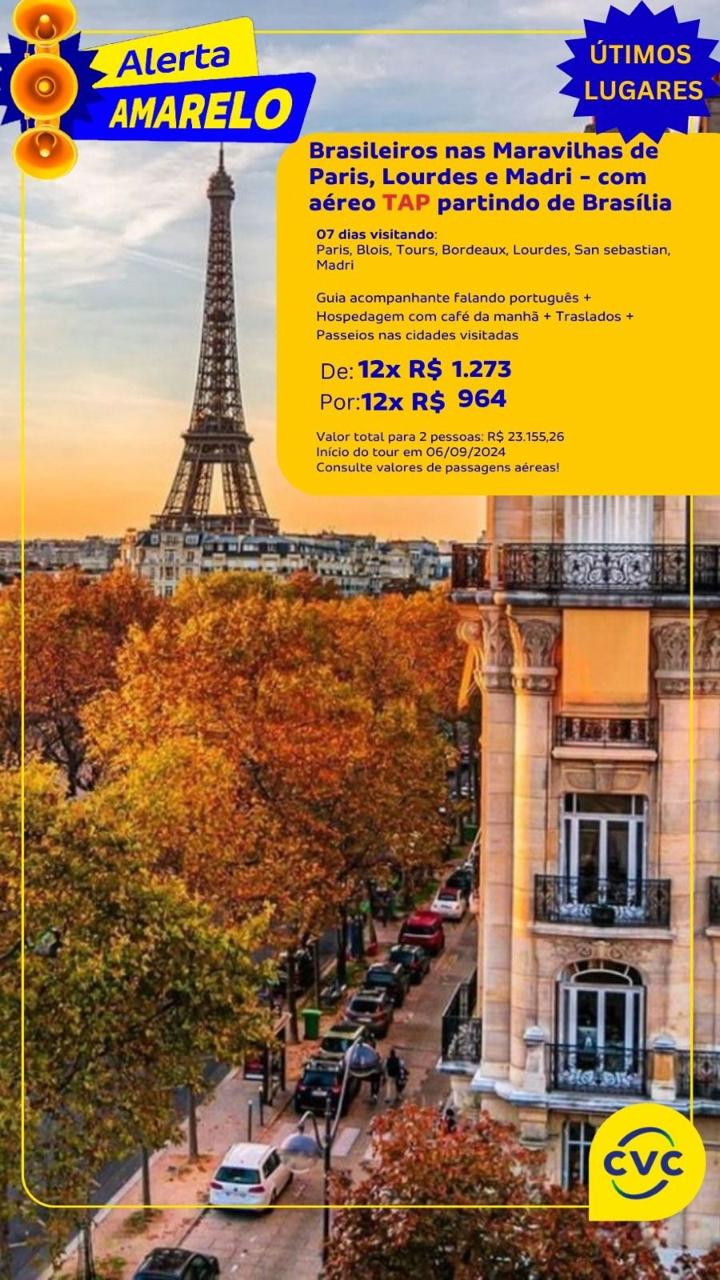 Alerta
AMARELO
ÚTIMOS
LUGARES
Brasileiros nas Maravilhas de
Paris, Lourdes e Madri - com
aéreo TAP partindo de Brasília
07 dias visitando:
Paris, Blois, Tours, Bordeaux, Lourdes, San sebastian,
Madri
Guia acompanhante falando português +
Hospedagem com café da manhã + Traslados +
Passeios nas cidades visitadas
De: 12x R$ 1.273
Por:12x R$ 964
Valor total para 2 pessoas: R$ 23.155,26
Início do tour em 06/09/2024
Consulte valores de passagens aéreas!
CVC